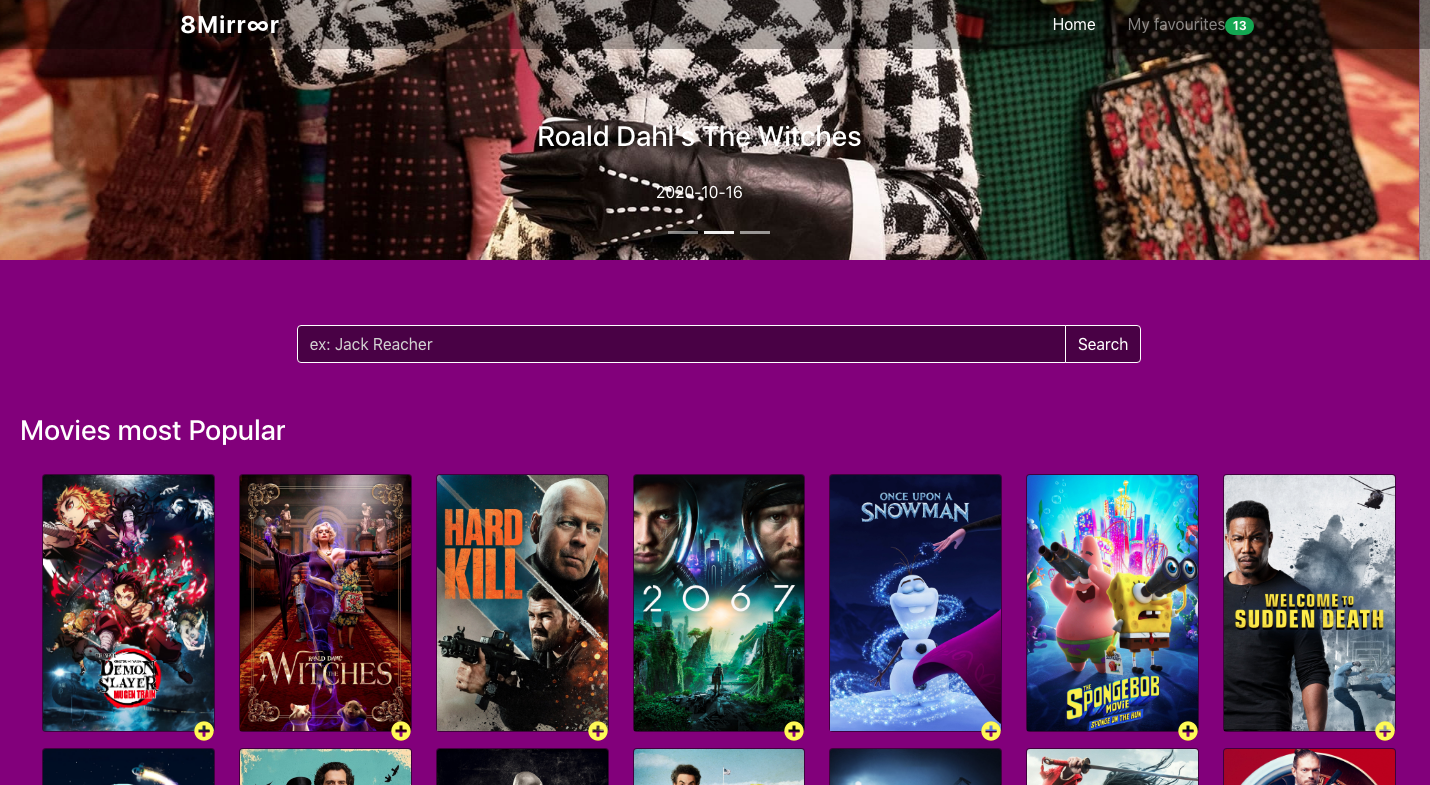 8Mirr∞r
Home
My favourites 13
Roald Dahl's The Witches
2020-10-16
ex: Jack Reacher
Search
Movies most Popular
DEMON
SLAYER
MUGEN TRAIN
ROALD DAHL'S
THE
WITCHES
HARD
KILL
2067
ONCE UPON A
SNOWMAN
THE
SPONGEBOB
MOVIE
SPONGE ON THE RUN
WELCOME TO
SUDDEN DEATH